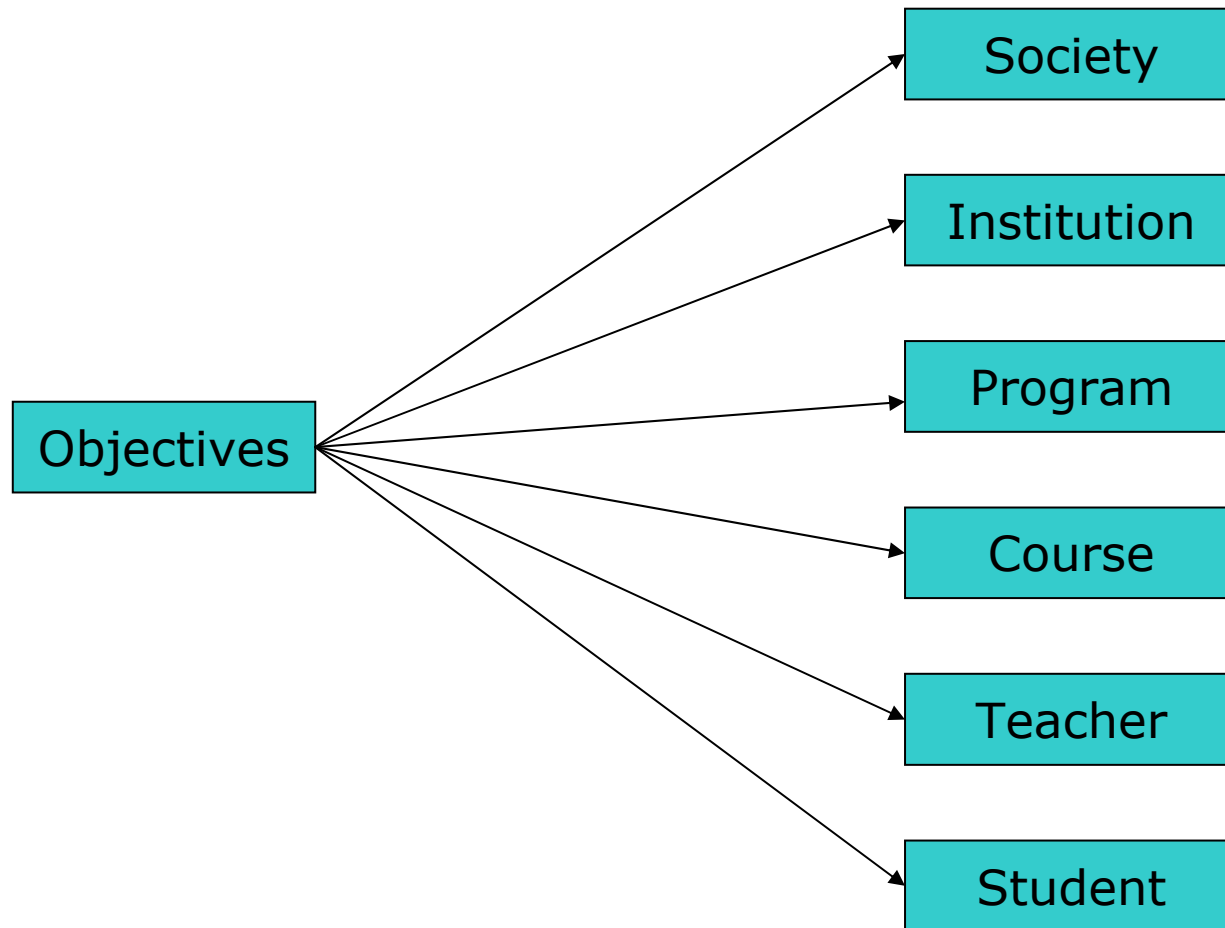 Society
Institution
Program
Objectives
Course
Teacher
Student